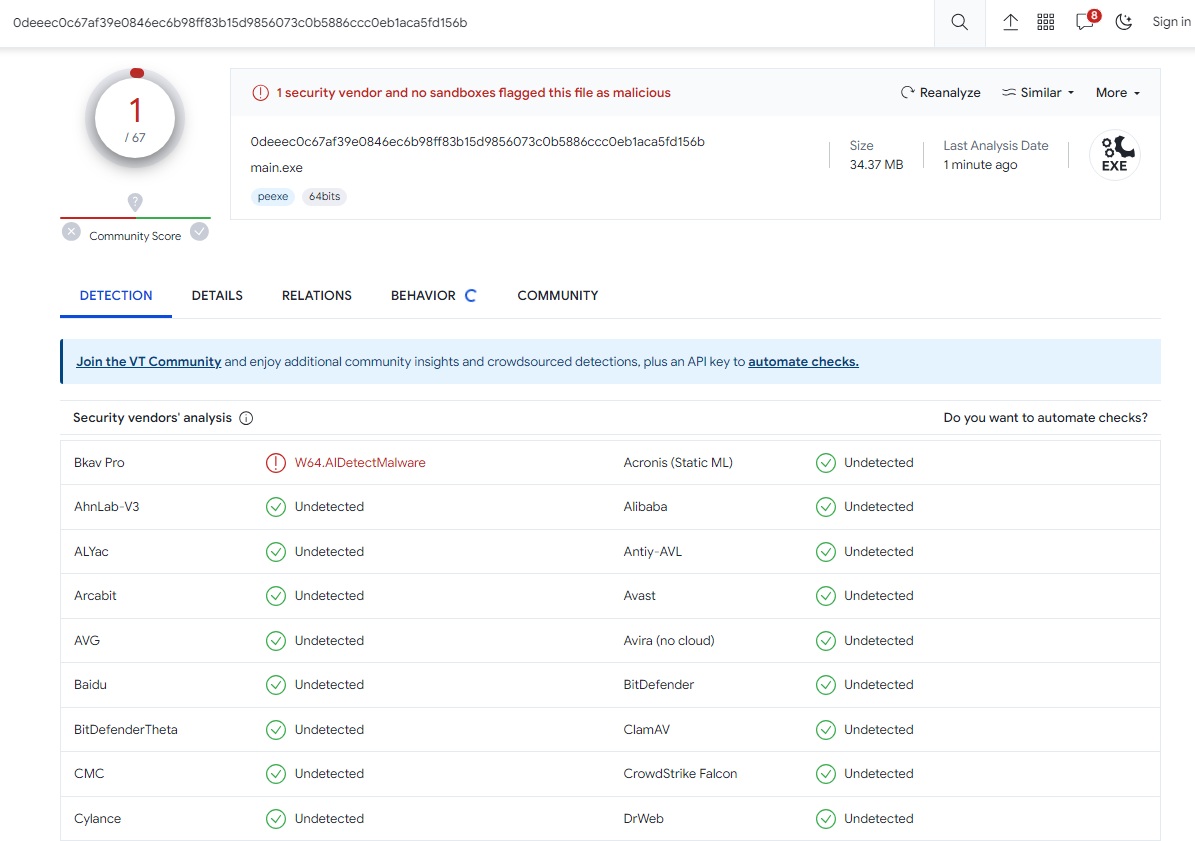 0deeec0c67af39e0846ec6b98ff83b15d9856073c0b5886ccc0eb1aca5fd156b
8
Sign in
1
/ 67
?
Community Score
1 security vendor and no sandboxes flagged this file as malicious
Reanalyze
Similar
More
0deeec0c67af39e0846ec6b98ff83b15d9856073c0b5886ccc0eb1aca5fd156b
main.exe
peexe
64bits
Size
34.37 MB
Last Analysis Date
1 minute ago
EXE
DETECTION
DETAILS
RELATIONS
BEHAVIOR
COMMUNITY
Join the VT Community and enjoy additional community insights and crowdsourced detections, plus an API key to automate checks.
Security vendors' analysis
Do you want to automate checks?
Bkav Pro W64.AIDetectMalware Acronis (Static ML) Undetected
AhnLab-V3 Undetected Alibaba Undetected
ALYac Undetected Antiy-AVL Undetected
Arcabit Undetected Avast Undetected
AVG Undetected Avira (no cloud) Undetected
Baidu Undetected BitDefender Undetected
BitDefenderTheta Undetected ClamAV Undetected
CMC Undetected CrowdStrike Falcon Undetected
Cylance Undetected DrWeb Undetected